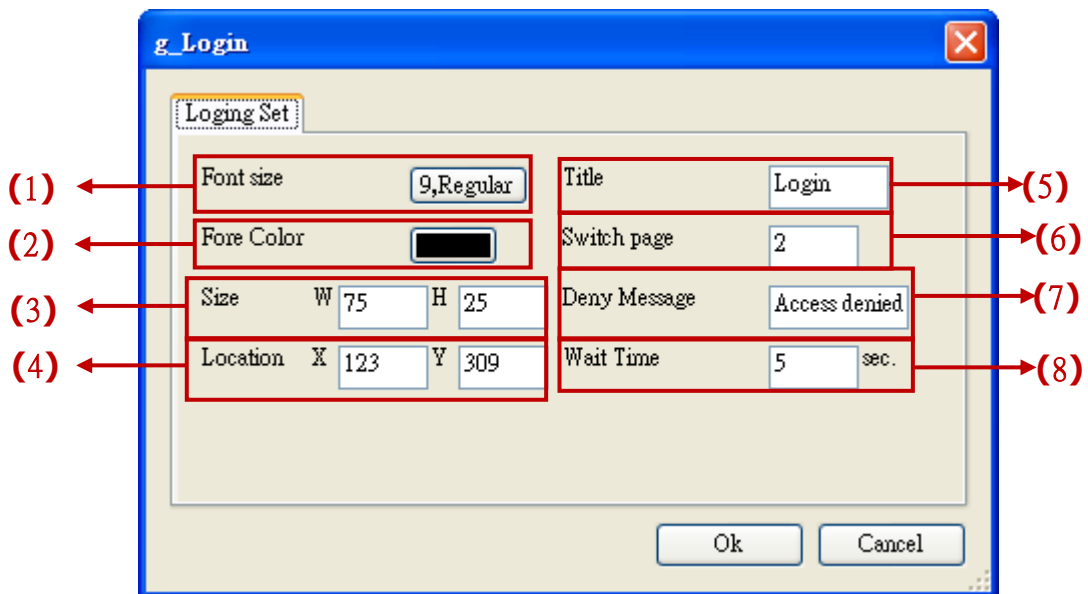 g_Login
Loging Set
(1) Font size 9,Regular Title Login (5)
(2) Fore Color Switch page 2 (6)
(3) Size W 75 H 25 Deny Message Access denied (7)
(4) Location X 123 Y 309 Wait Time 5 sec. (8)
Ok Cancel